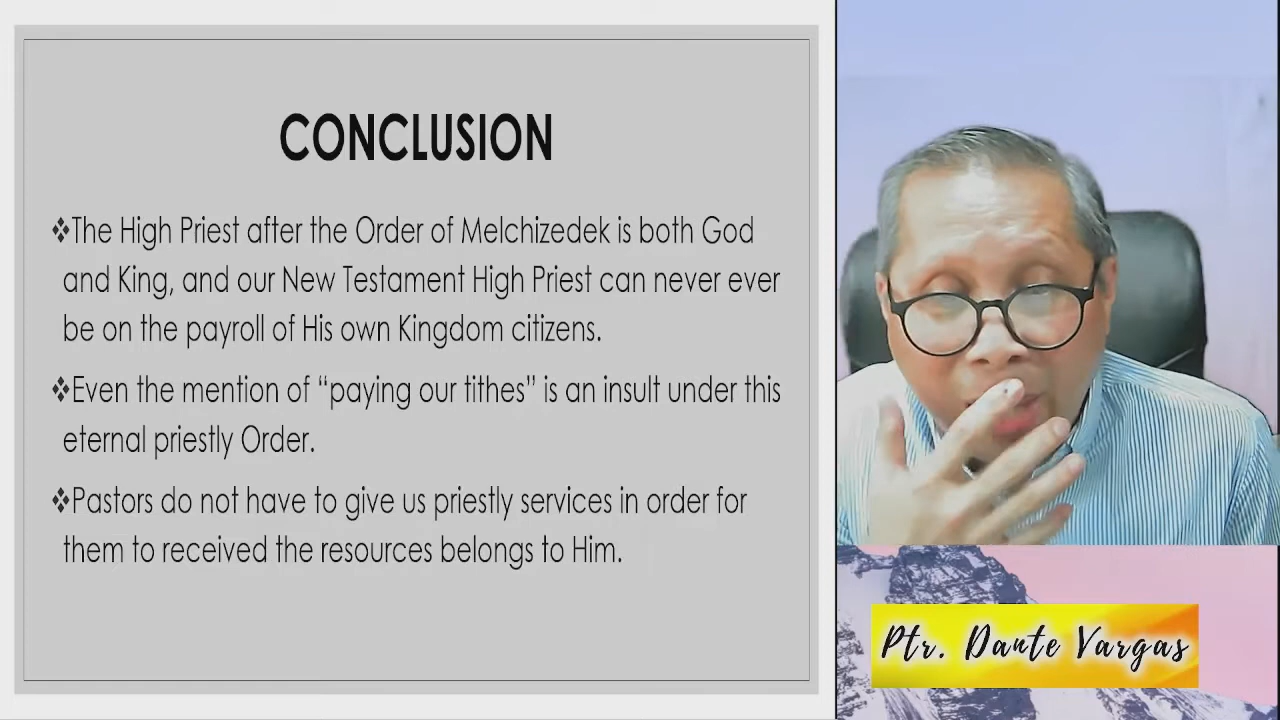 CONCLUSION
❖The High Priest after the Order of Melchizedek is both God
and King, and our New Testament High Priest can never ever
be on the payroll of His own Kingdom citizens.
❖Even the mention of “paying our tithes” is an insult under this
eternal priestly Order.
❖Pastors do not have to give us priestly services in order for
them to received the resources belongs to Him.
Ptr. Dante Vargas